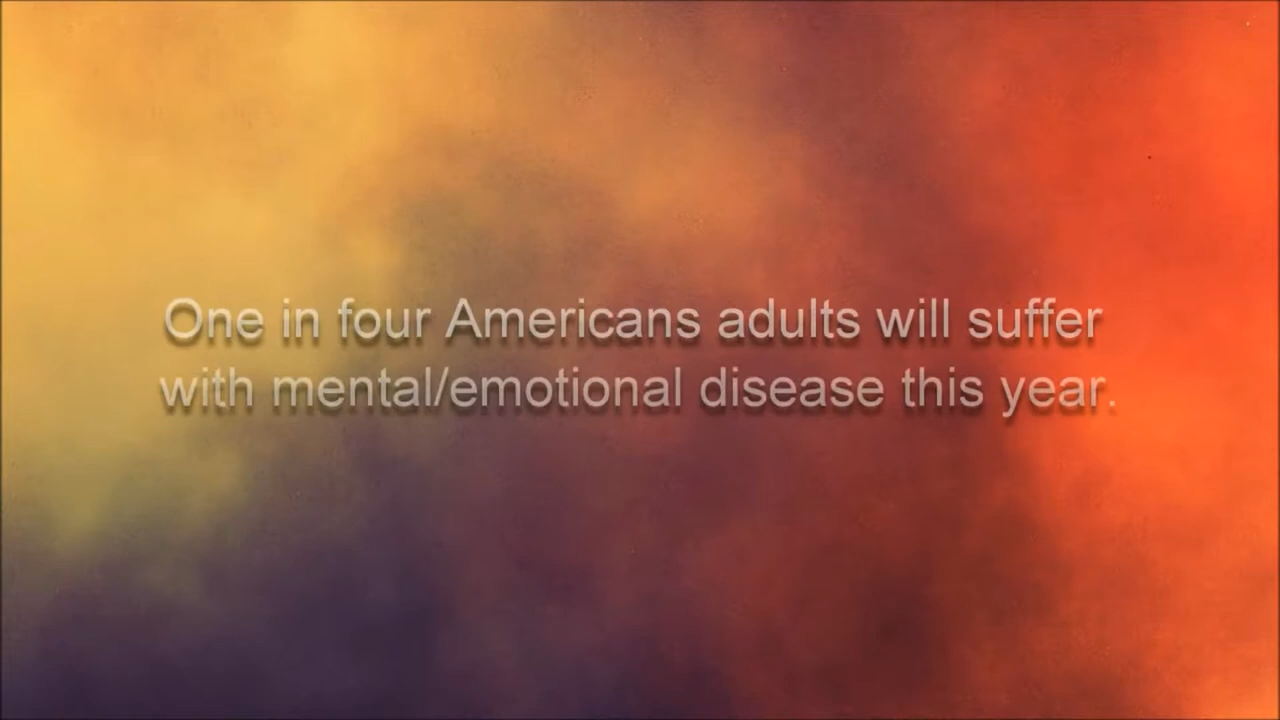 One in four Americans adults will suffer
with mental/emotional disease this year.